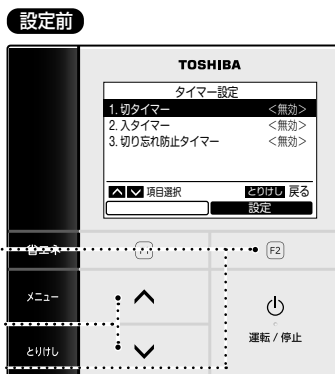 設定前
TOSHIBA
タイマー設定
1. 切タイマー <無効>
2. 入タイマー <無効>
3. 切り忘れ防止タイマー <無効>
項目選択 とりけし 戻る
設定
省エネ F1 F2
メニュー
運転 / 停止
とりけし